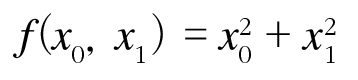 f(x₀, x₁) = x₀² + x₁²